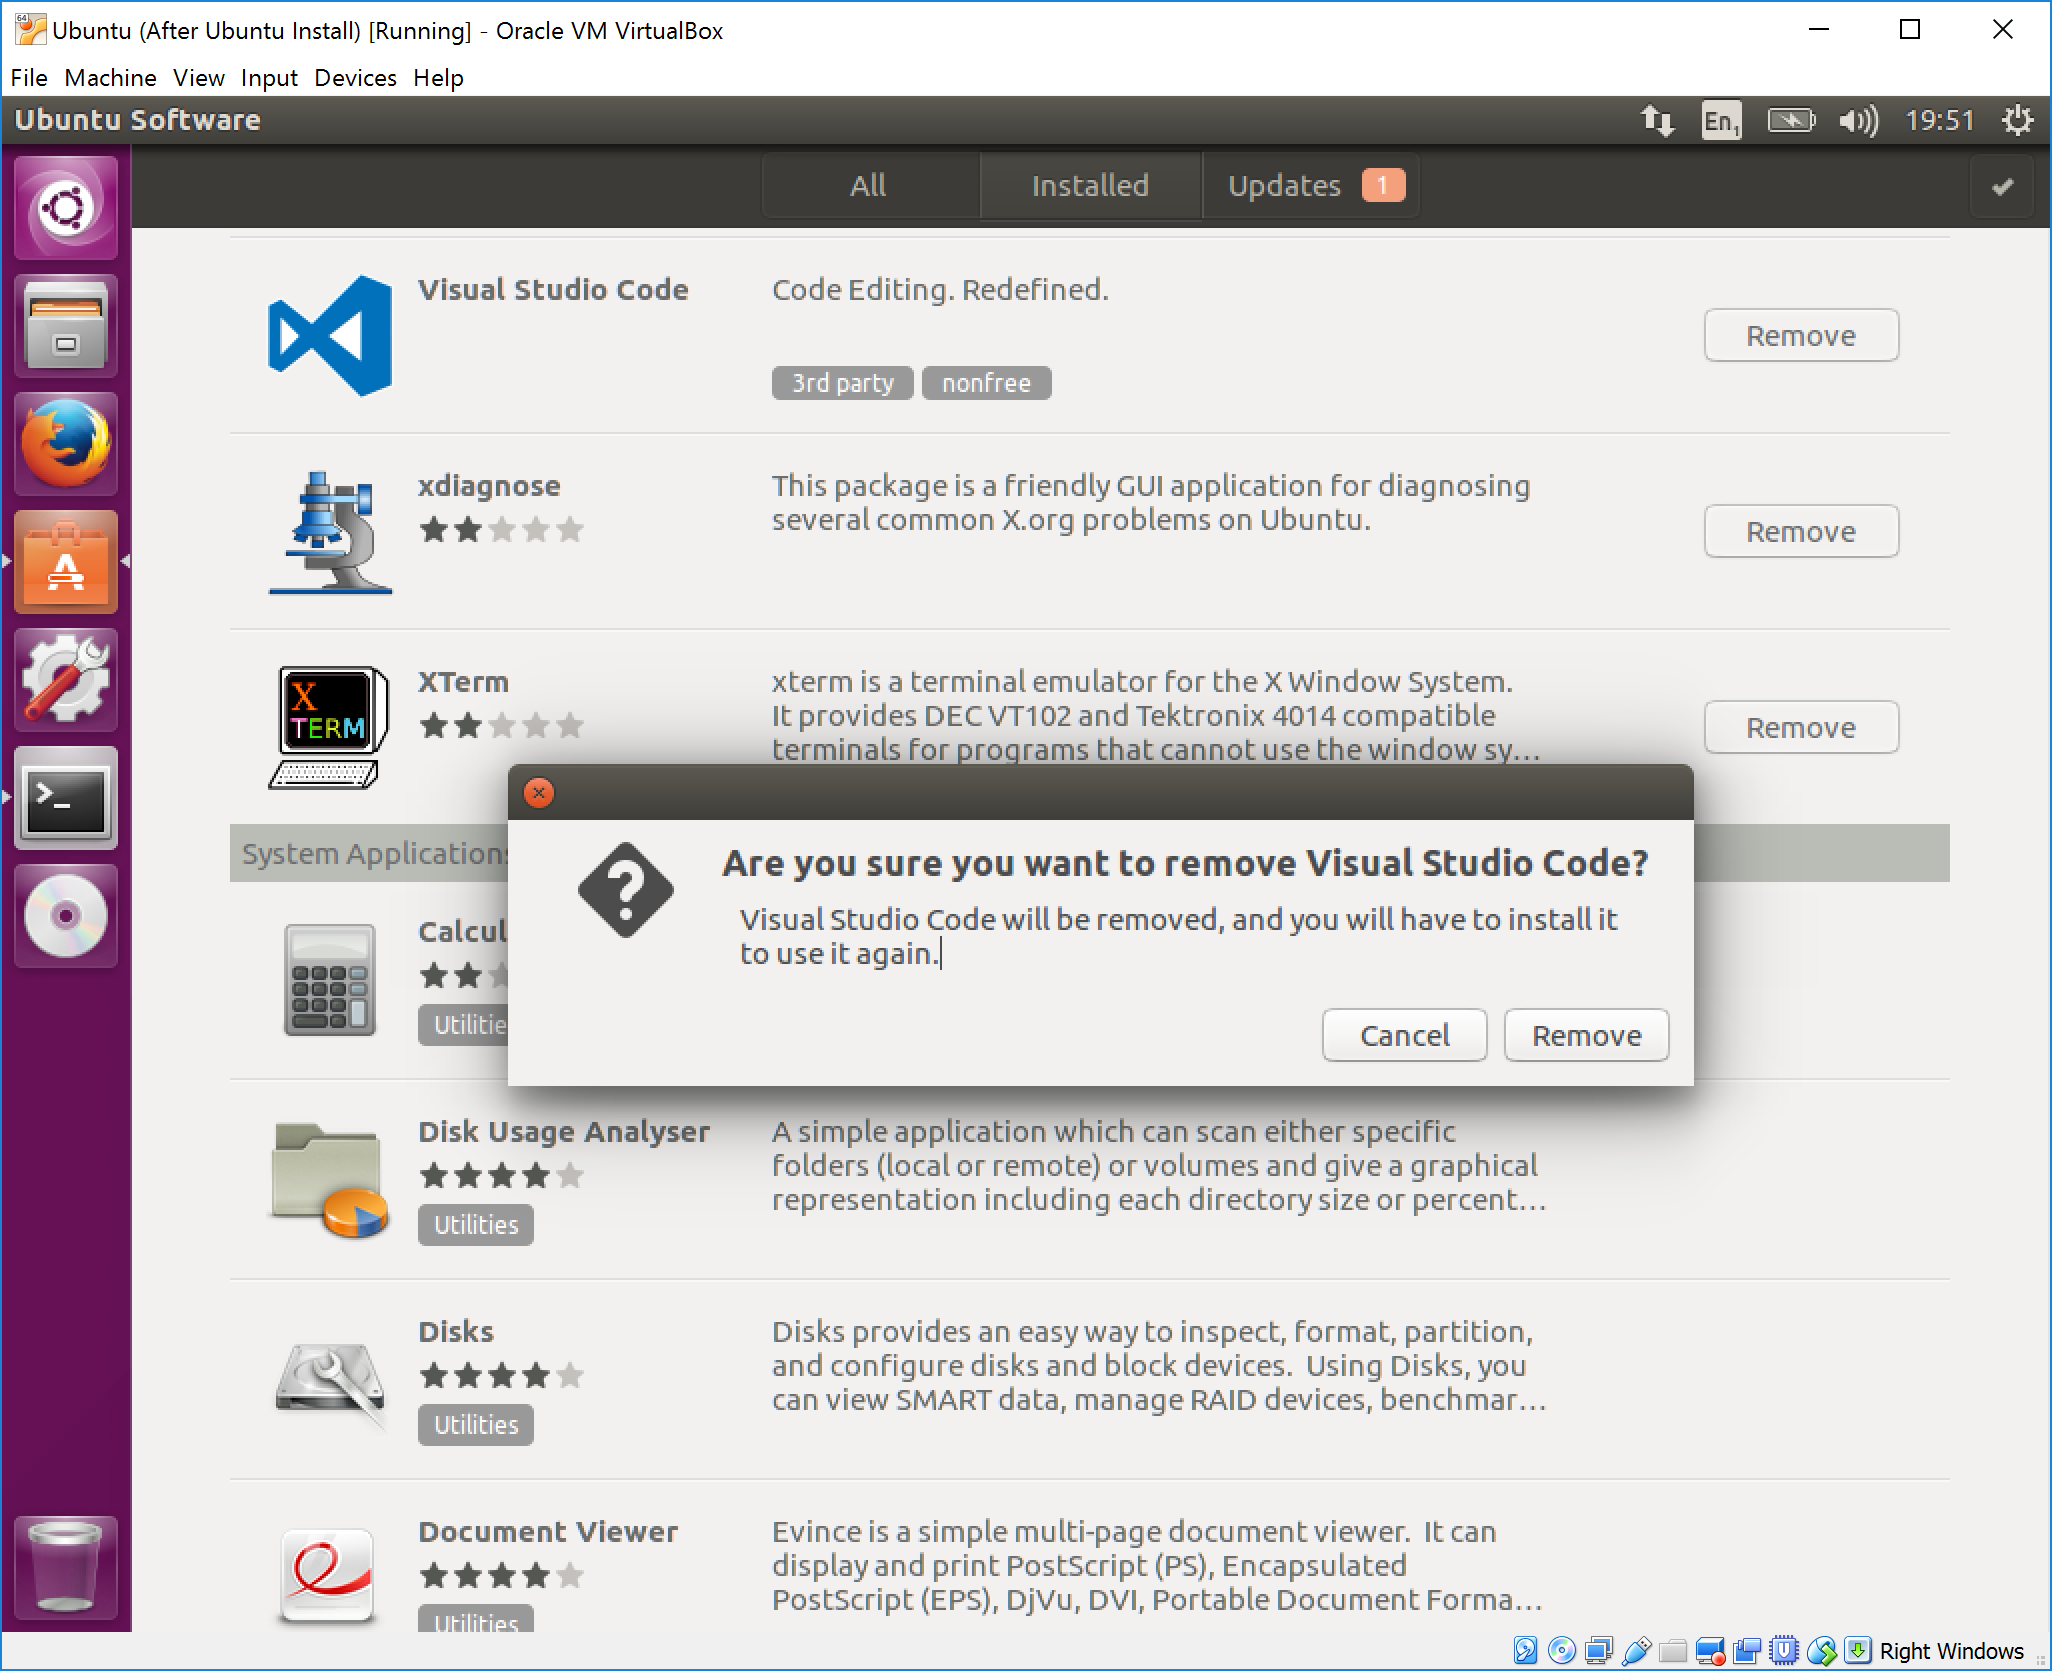 Ubuntu (After Ubuntu Install) [Running] - Oracle VM VirtualBox
File Machine View Input Devices Help
Ubuntu Software
En1
19:51
All
Installed
Updates 1
Visual Studio Code
Code Editing. Redefined.
3rd party
nonfree
Remove
xdiagnose
This package is a friendly GUI application for diagnosing
several common X.org problems on Ubuntu.
Remove
XTerm
X
TERM
xterm is a terminal emulator for the X Window System.
It provides DEC VT102 and Tektronix 4014 compatible
terminals for programs that cannot use the window sy...
Remove
System Applications
Are you sure you want to remove Visual Studio Code?
Visual Studio Code will be removed, and you will have to install it
to use it again.
Cancel
Remove
Calcul
Utilitie
Disk Usage Analyser
Utilities
A simple application which can scan either specific
folders (local or remote) or volumes and give a graphical
representation including each directory size or percent...
Disks
Utilities
Disks provides an easy way to inspect, format, partition,
and configure disks and block devices. Using Disks, you
can view SMART data, manage RAID devices, benchmar...
Document Viewer
Utilities
Evince is a simple multi-page document viewer. It can
display and print PostScript (PS), Encapsulated
PostScript (EPS), DjVu, DVI, Portable Document Forma...
Right Windows